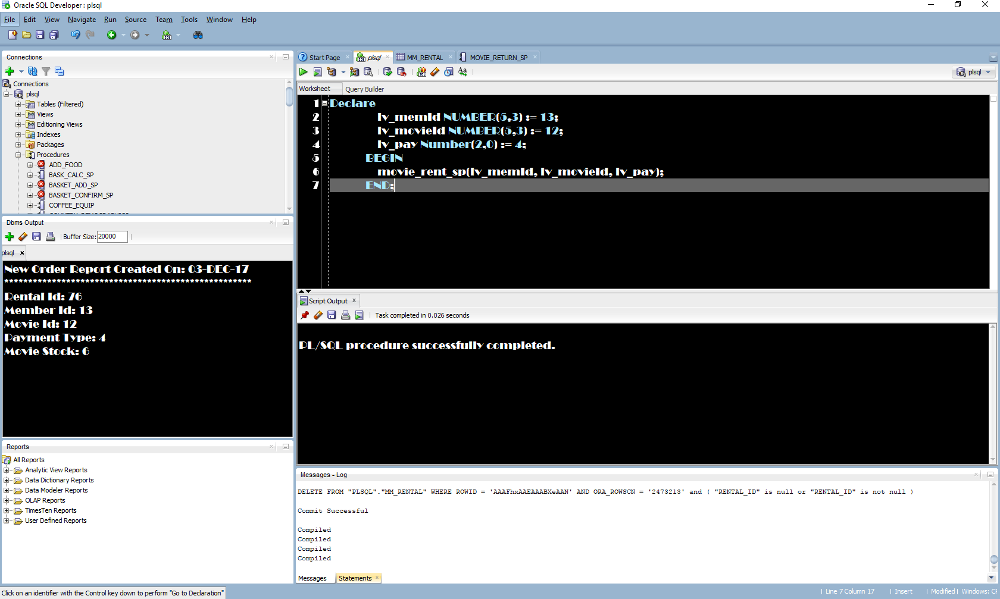 Oracle SQL Developer : plsql
File Edit View Navigate Run Source Team Tools Window Help
Connections
Connections
plsql
Tables (Filtered)
Views
Editioning Views
Indexes
Packages
Procedures
ADD_FOOD
BASK_CALC_SP
BASKET_ADD_SP
BASKET_CONFIRM_SP
COFFEE_EQUIP
Dbms Output
Buffer Size: 20000
plsql
New Order Report Created On: 03-DEC-17
****************************************************
Rental Id: 76
Member Id: 13
Movie Id: 12
Payment Type: 4
Movie Stock: 6
Reports
All Reports
Analytic View Reports
Data Dictionary Reports
Data Modeler Reports
OLAP Reports
TimesTen Reports
User Defined Reports
Start Page plsql MM_RENTAL MOVIE_RETURN_SP
plsql
Worksheet Query Builder
1 Declare
2 lv_memId NUMBER(5,3) := 13;
3 lv_movieId NUMBER(5,3) := 12;
4 lv_pay Number(2,0) := 4;
5 BEGIN
6 movie_rent_sp(lv_memId, lv_movieId, lv_pay);
7 END;
Script Output
Task completed in 0.026 seconds
PL/SQL procedure successfully completed.
Messages - Log
DELETE FROM "PLSQL"."MM_RENTAL" WHERE ROWID = 'AAAFhxAAEAAABXeAAN' AND ORA_ROWSCN = '2473213' and ( "RENTAL_ID" is null or "RENTAL_ID" is not null )
Commit Successful
Compiled
Compiled
Compiled
Compiled
Messages Statements
Click on an identifier with the Control key down to perform "Go to Declaration"
Line 7 Column 17 Insert Modified Windows: